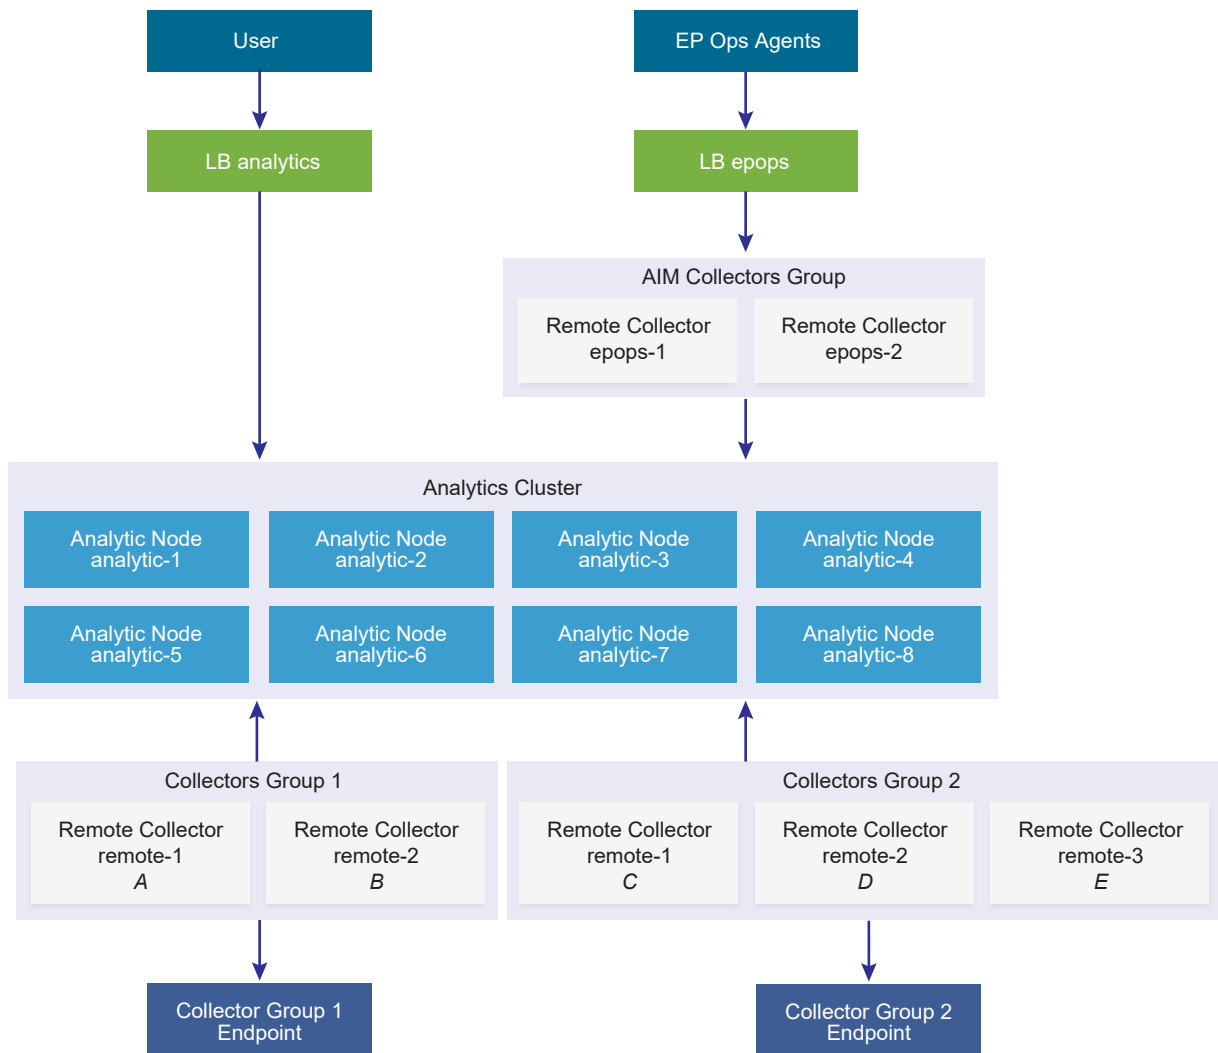 User
EP Ops Agents
LB analytics
LB epops
AIM Collectors Group
Remote Collector
epops-1
Remote Collector
epops-2
Analytics Cluster
Analytic Node
analytic-1
Analytic Node
analytic-2
Analytic Node
analytic-3
Analytic Node
analytic-4
Analytic Node
analytic-5
Analytic Node
analytic-6
Analytic Node
analytic-7
Analytic Node
analytic-8
Collectors Group 1
Remote Collector
remote-1
A
Remote Collector
remote-2
B
Collectors Group 2
Remote Collector
remote-1
C
Remote Collector
remote-2
D
Remote Collector
remote-3
E
Collector Group 1
Endpoint
Collector Group 2
Endpoint